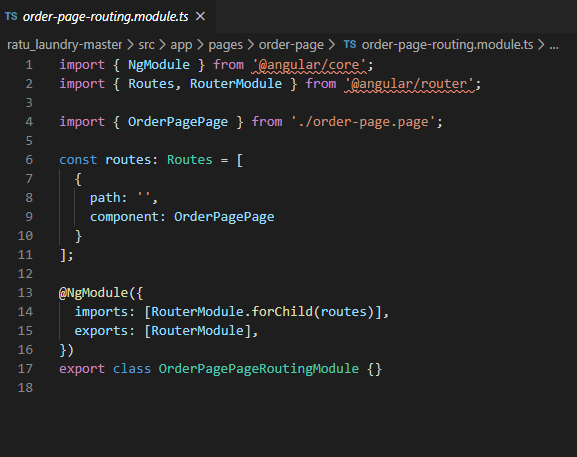 TS order-page-routing.module.ts ×
ratu_laundry-master > src > app > pages > order-page > TS order-page-routing.module.ts > ...
1 import { NgModule } from '@angular/core';
2 import { Routes, RouterModule } from '@angular/router';
3
4 import { OrderPagePage } from './order-page.page';
5
6 const routes: Routes = [
7 {
8 path: '',
9 component: OrderPagePage
10 }
11 ];
12
13 @NgModule({
14 imports: [RouterModule.forChild(routes)],
15 exports: [RouterModule],
16 })
17 export class OrderPagePageRoutingModule {}
18